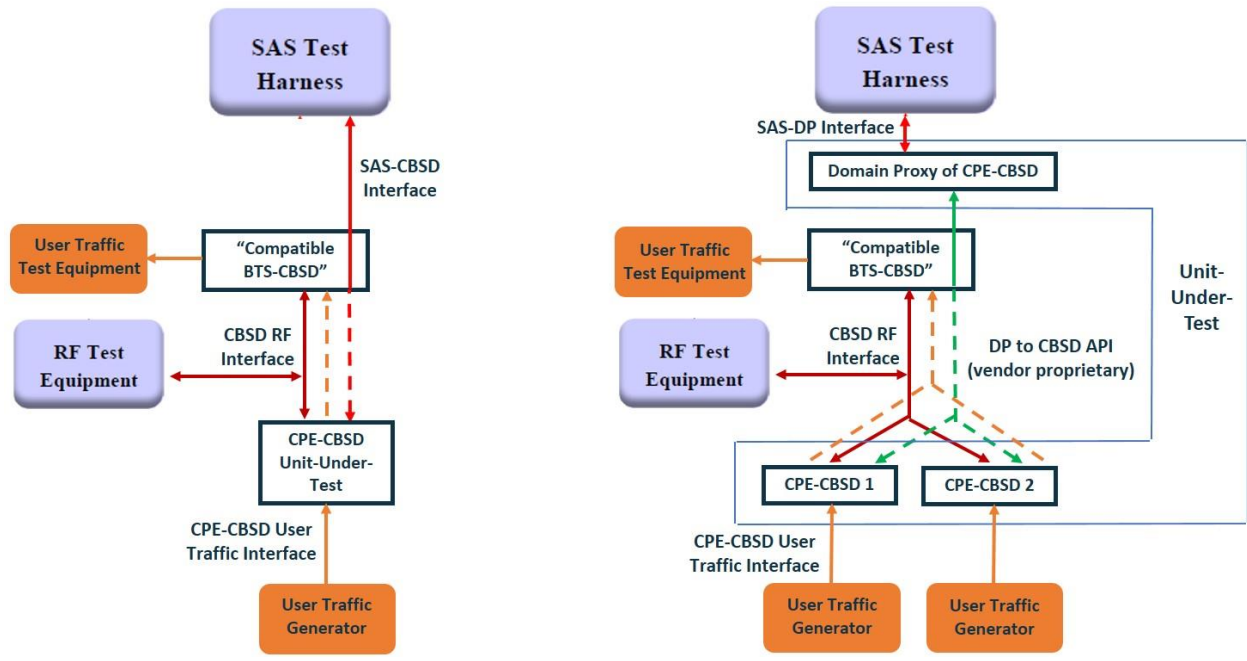 SAS Test
Harness
SAS-CBSD
Interface
User Traffic
Test Equipment
“Compatible
BTS-CBSD”
RF Test
Equipment
CBSD RF
Interface
CPE-CBSD
Unit-Under-
Test
CPE-CBSD User
Traffic Interface
User Traffic
Generator
SAS Test
Harness
SAS-DP Interface
Domain Proxy of CPE-CBSD
User Traffic
Test Equipment
“Compatible
BTS-CBSD”
Unit-
Under-
Test
RF Test
Equipment
CBSD RF
Interface
DP to CBSD API
(vendor proprietary)
CPE-CBSD 1
CPE-CBSD 2
CPE-CBSD User
Traffic Interface
User Traffic
Generator
User Traffic
Generator